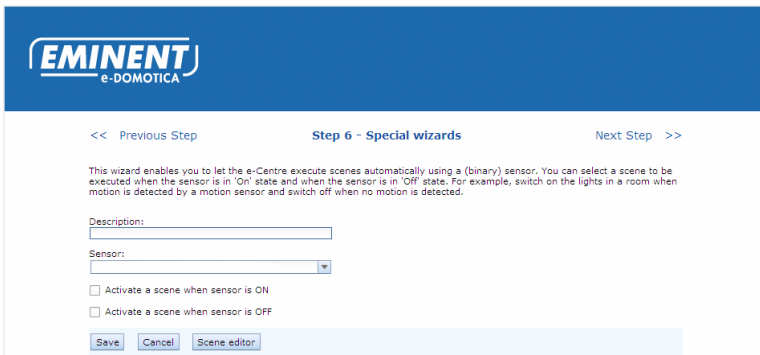 EMINENT
e-DOMOTICA
<< Previous Step Step 6 - Special wizards Next Step >>
This wizard enables you to let the e-Centre execute scenes automatically using a (binary) sensor. You can select a scene to be
executed when the sensor is in 'On' state and when the sensor is in 'Off' state. For example, switch on the lights in a room when
motion is detected by a motion sensor and switch off when no motion is detected.
Description:
Sensor:
Activate a scene when sensor is ON
Activate a scene when sensor is OFF
Save Cancel Scene editor